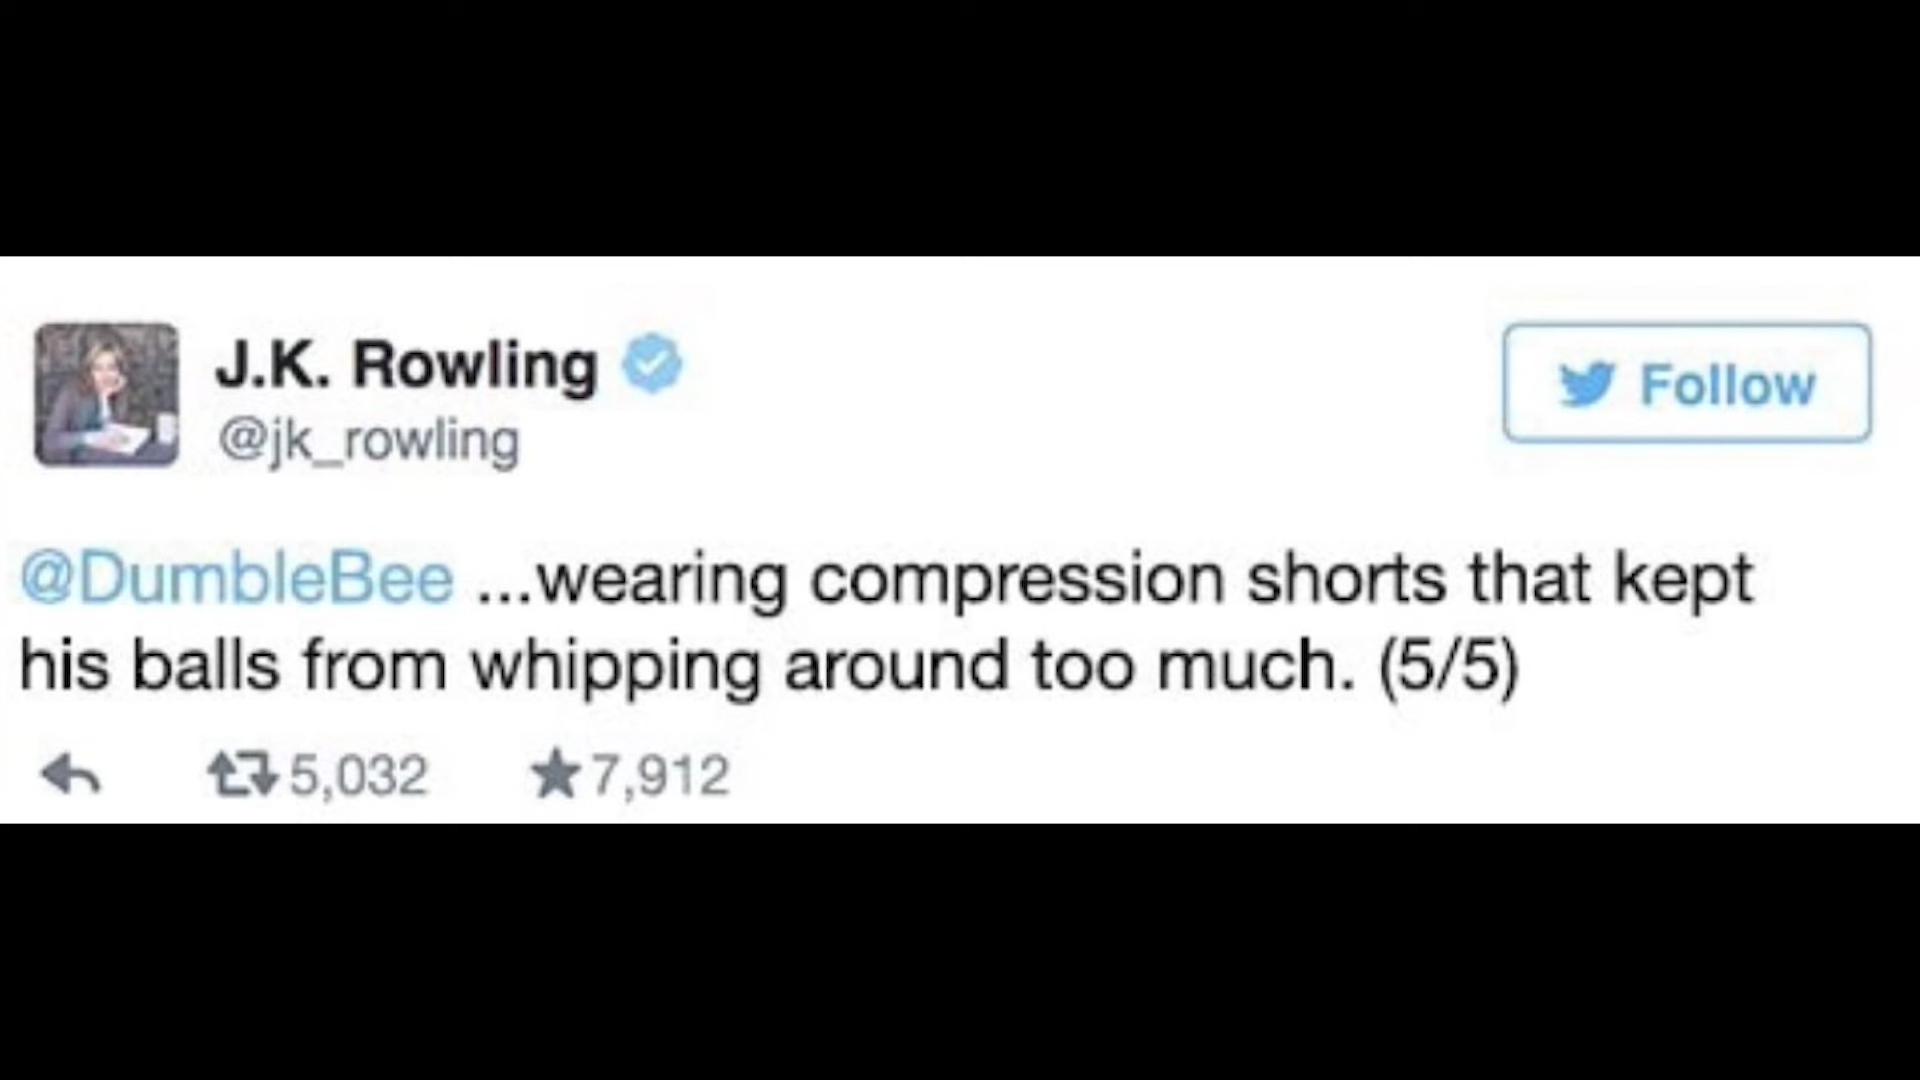 J.K. Rowling
@jk_rowling
Follow
@DumbleBee ...wearing compression shorts that kept
his balls from whipping around too much. (5/5)
5,032 7,912